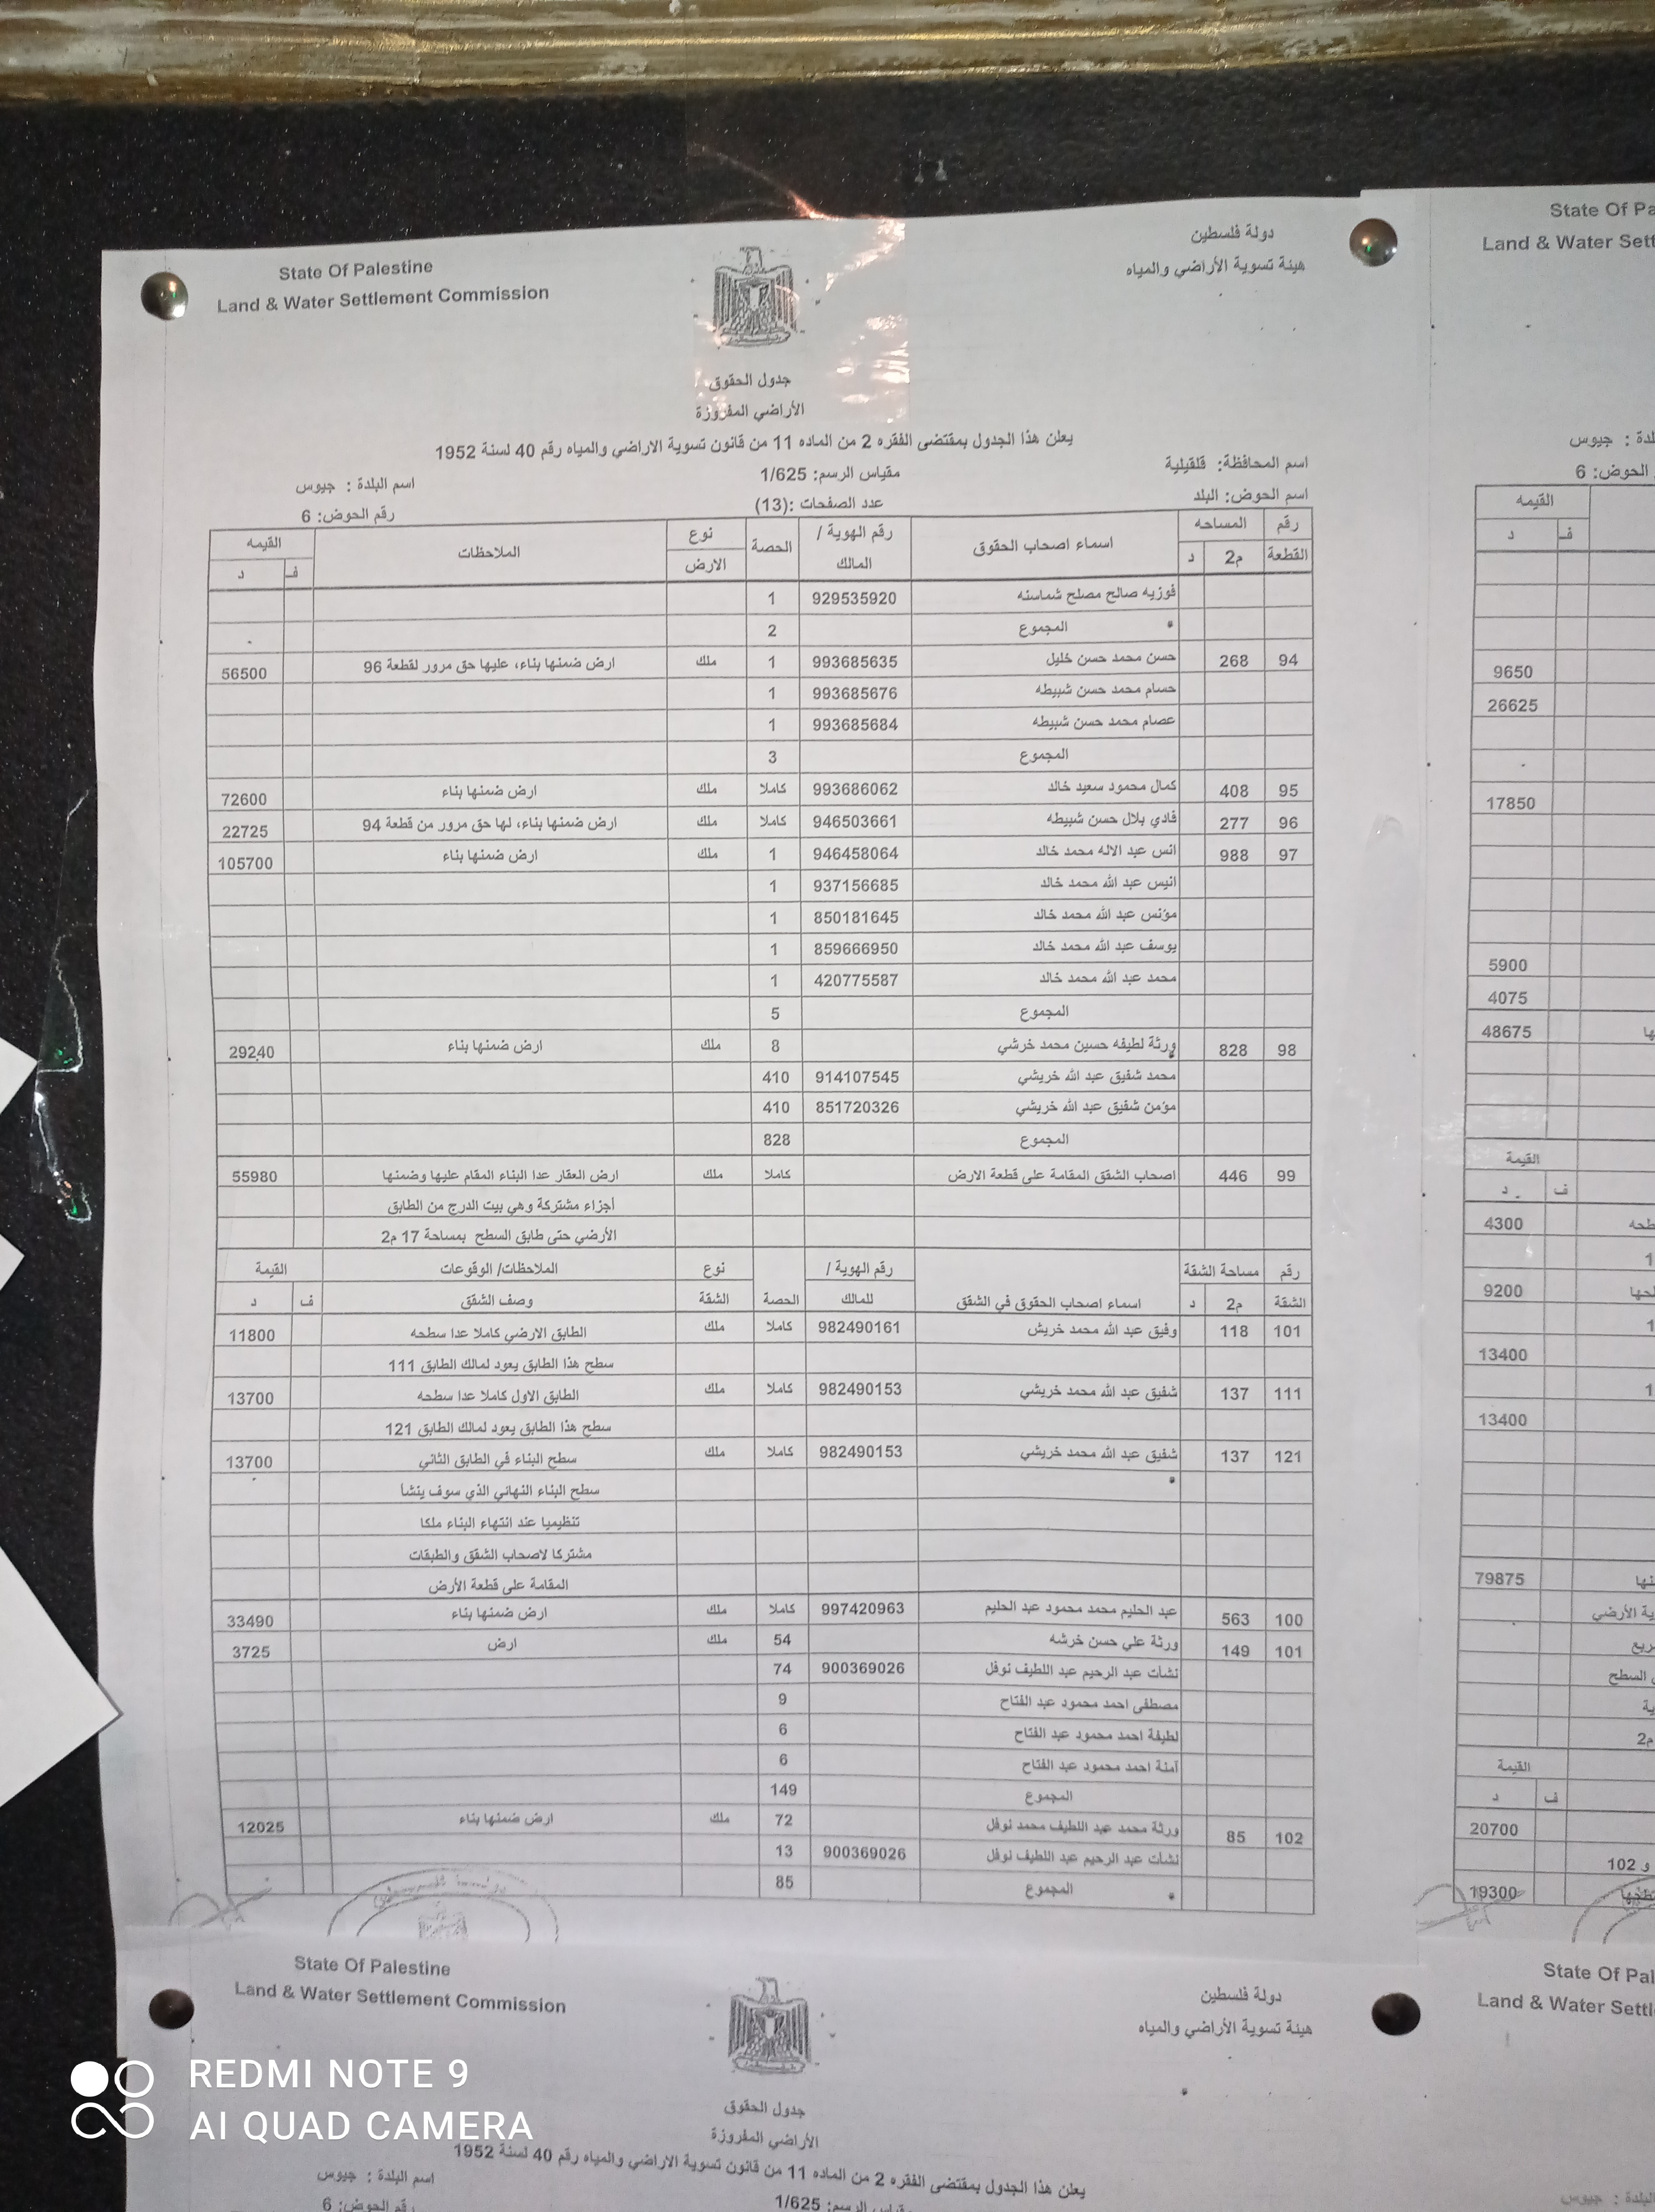 State Of Palestine
Land & Water Settlement Commission
دولة فلسطين
هيئة تسوية الأراضي والمياه
جدول الحقوق
الأراضي المفروزة
يعلن هذا الجدول بمقتضى الفقره 2 من الماده 11 من قانون تسوية الاراضي والمياه رقم 40 لسنة 1952
اسم المحافظة: قلقيلية مقياس الرسم: 1/625 اسم البلدة : جيوس
اسم الحوض: البلد عدد الصفحات :(13) رقم الحوض: 6
رقم القطعة المساحه م2 د اسماء اصحاب الحقوق رقم الهوية / المالك الحصة نوع الارض الملاحظات القيمه ف د
فوزيه صالح مصلح شماسنه 929535920 1
المجموع 2
94 268 حسن محمد حسن خليل 993685635 1 ملك ارض ضمنها بناء، عليها حق مرور لقطعة 96 56500
حسام محمد حسن شبيطه 993685676 1
عصام محمد حسن شبيطه 993685684 1
المجموع 3
95 408 كمال محمود سعيد خالد 993686062 كاملا ملك ارض ضمنها بناء 72600
96 277 فادي بلال حسن شبيطه 946503661 كاملا ملك ارض ضمنها بناء، لها حق مرور من قطعة 94 22725
97 988 انس عبد الاله محمد خالد 946458064 1 ملك ارض ضمنها بناء 105700
انيس عبد الله محمد خالد 937156685 1
مؤنس عبد الله محمد خالد 850181645 1
يوسف عبد الله محمد خالد 859666950 1
محمد عبد الله محمد خالد 420775587 1
المجموع 5
98 828 ورثة لطيفه حسين محمد خرشي 8 ملك ارض ضمنها بناء 29240
محمد شفيق عبد الله خريشي 914107545 410
مؤمن شفيق عبد الله خريشي 851720326 410
المجموع 828
99 446 اصحاب الشقق المقامة على قطعة الارض كاملا ملك ارض العقار عدا البناء المقام عليها وضمنها 55980
أجزاء مشتركة وهي بيت الدرج من الطابق
الأرضي حتى طابق السطح بمساحة 17 م2
رقم الشقة مساحة الشقة م2 د اسماء اصحاب الحقوق في الشقق رقم الهوية / للمالك الحصة نوع الشقة الملاحظات/ الوقوعات وصف الشقق القيمة ف د
101 118 وفيق عبد الله محمد خريش 982490161 كاملا ملك الطابق الارضي كاملا عدا سطحه 11800
سطح هذا الطابق يعود لمالك الطابق 111
111 137 شفيق عبد الله محمد خريشي 982490153 كاملا ملك الطابق الاول كاملا عدا سطحه 13700
سطح هذا الطابق يعود لمالك الطابق 121
121 137 شفيق عبد الله محمد خريشي 982490153 كاملا ملك سطح البناء في الطابق الثاني 13700
سطح البناء النهائي الذي سوف ينشأ
تنظيميا عند انتهاء البناء ملكا
مشتركا لاصحاب الشقق والطبقات
المقامة على قطعة الأرض
100 563 عبد الحليم محمد محمود عبد الحليم 997420963 كاملا ملك ارض ضمنها بناء 33490
101 149 ورثة علي حسن خرشه 54 ملك ارض 3725
نشات عبد الرحيم عبد اللطيف نوفل 900369026 74
مصطفى احمد محمود عبد الفتاح 9
لطيفة احمد محمود عبد الفتاح 6
آمنة احمد محمود عبد الفتاح 6
المجموع 149
102 85 ورثة محمد عبد اللطيف محمد نوفل 72 ملك ارض ضمنها بناء 12025
نشات عبد الرحيم عبد اللطيف نوفل 900369026 13
المجموع 85
State Of Pa
Land & Water Sett
جيوس :
الحوض: 6
القيمه
ف د
9650
26625
17850
5900
4075
48675
القيمة
ف د
4300
9200
13400
13400
79875
ية الأرضي
السطح
م2
القيمة
ف د
20700
و 102
19300
State Of Palestine
Land & Water Settlement Commission
دولة فلسطين
هيئة تسوية الأراضي والمياه
جدول الحقوق
الأراضي المفروزة
يعلن هذا الجدول بمقتضى الفقره 2 من الماده 11 من قانون تسوية الاراضي والمياه رقم 40 لسنة 1952
اسم البلدة : جيوس
مقياس الرسم: 1/625
رقم الحوض: 6
State Of Pal
Land & Water Settl
REDMI NOTE 9
AI QUAD CAMERA